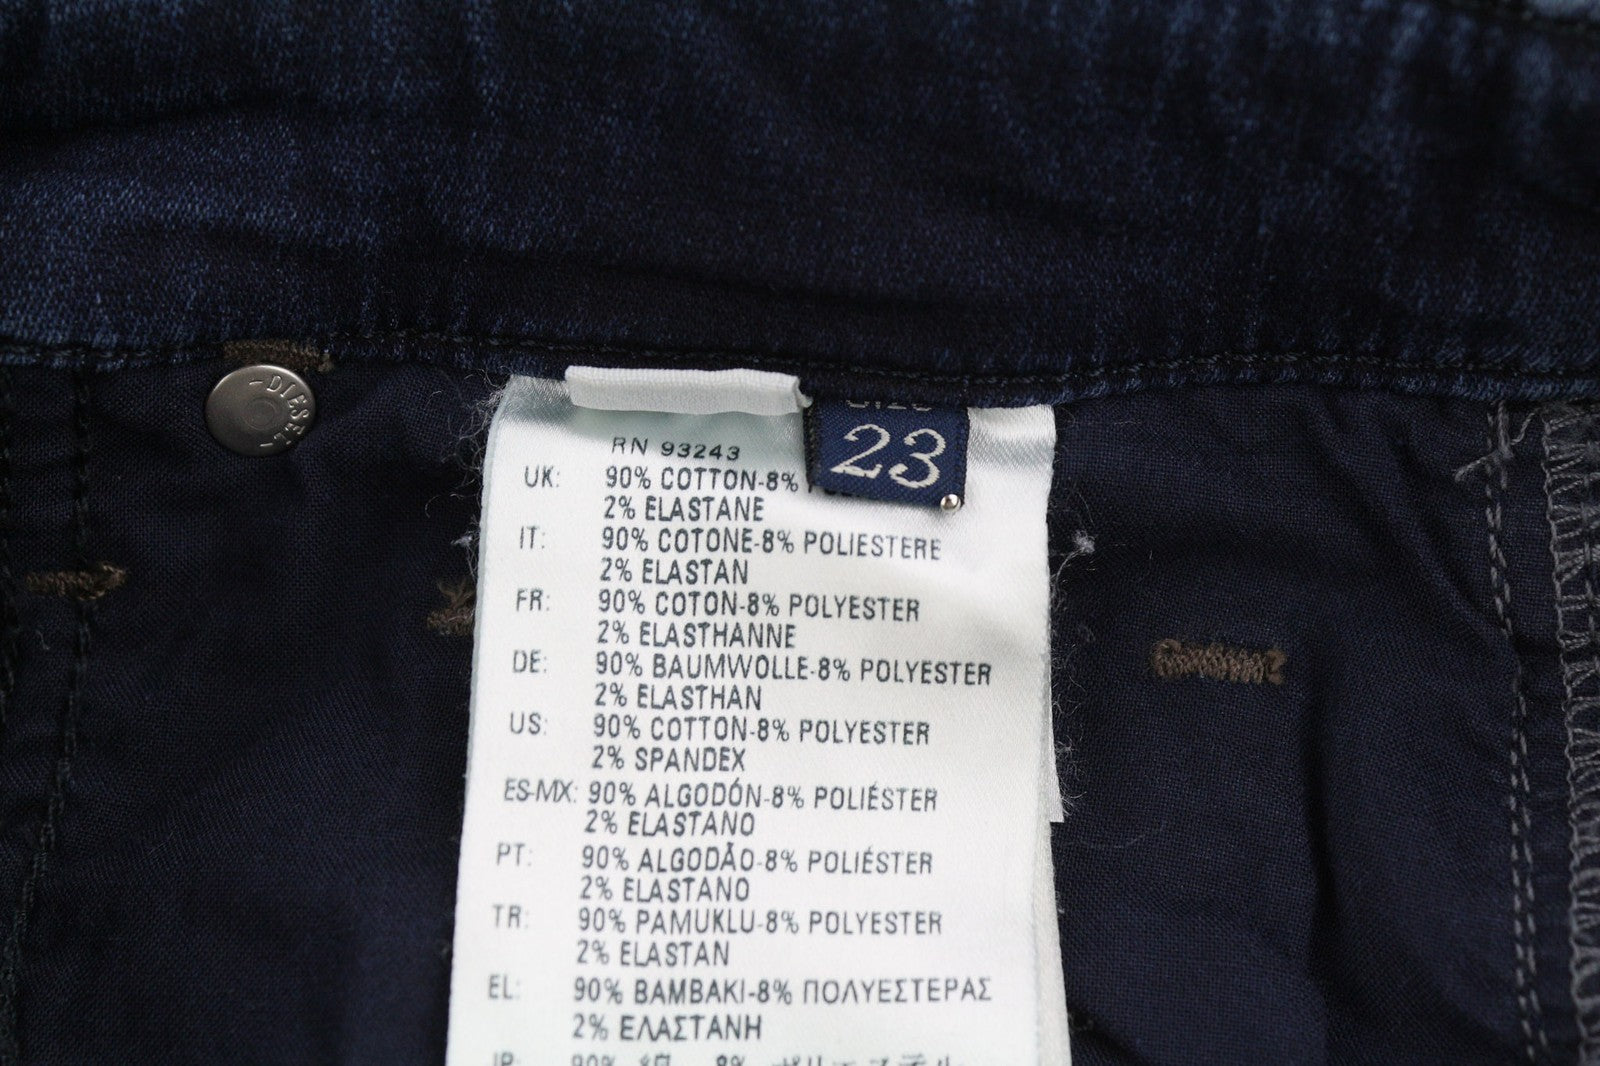 DIESEL
23
RN 93243
UK: 90% COTTON-8%
2% ELASTANE
IT: 90% COTONE-8% POLIESTERE
2% ELASTAN
FR: 90% COTON-8% POLYESTER
2% ELASTHANNE
DE: 90% BAUMWOLLE-8% POLYESTER
2% ELASTHAN
US: 90% COTTON-8% POLYESTER
2% SPANDEX
ES-MX: 90% ALGODÓN-8% POLIÉSTER
2% ELASTANO
PT: 90% ALGODÃO-8% POLIÉSTER
2% ELASTANO
TR: 90% PAMUKLU-8% POLYESTER
2% ELASTAN
EL: 90% ΒΑΜΒΑΚΙ-8% ΠΟΛΥΕΣΤΕΡΑΣ
2% ΕΛΑΣΤΑΝΗ